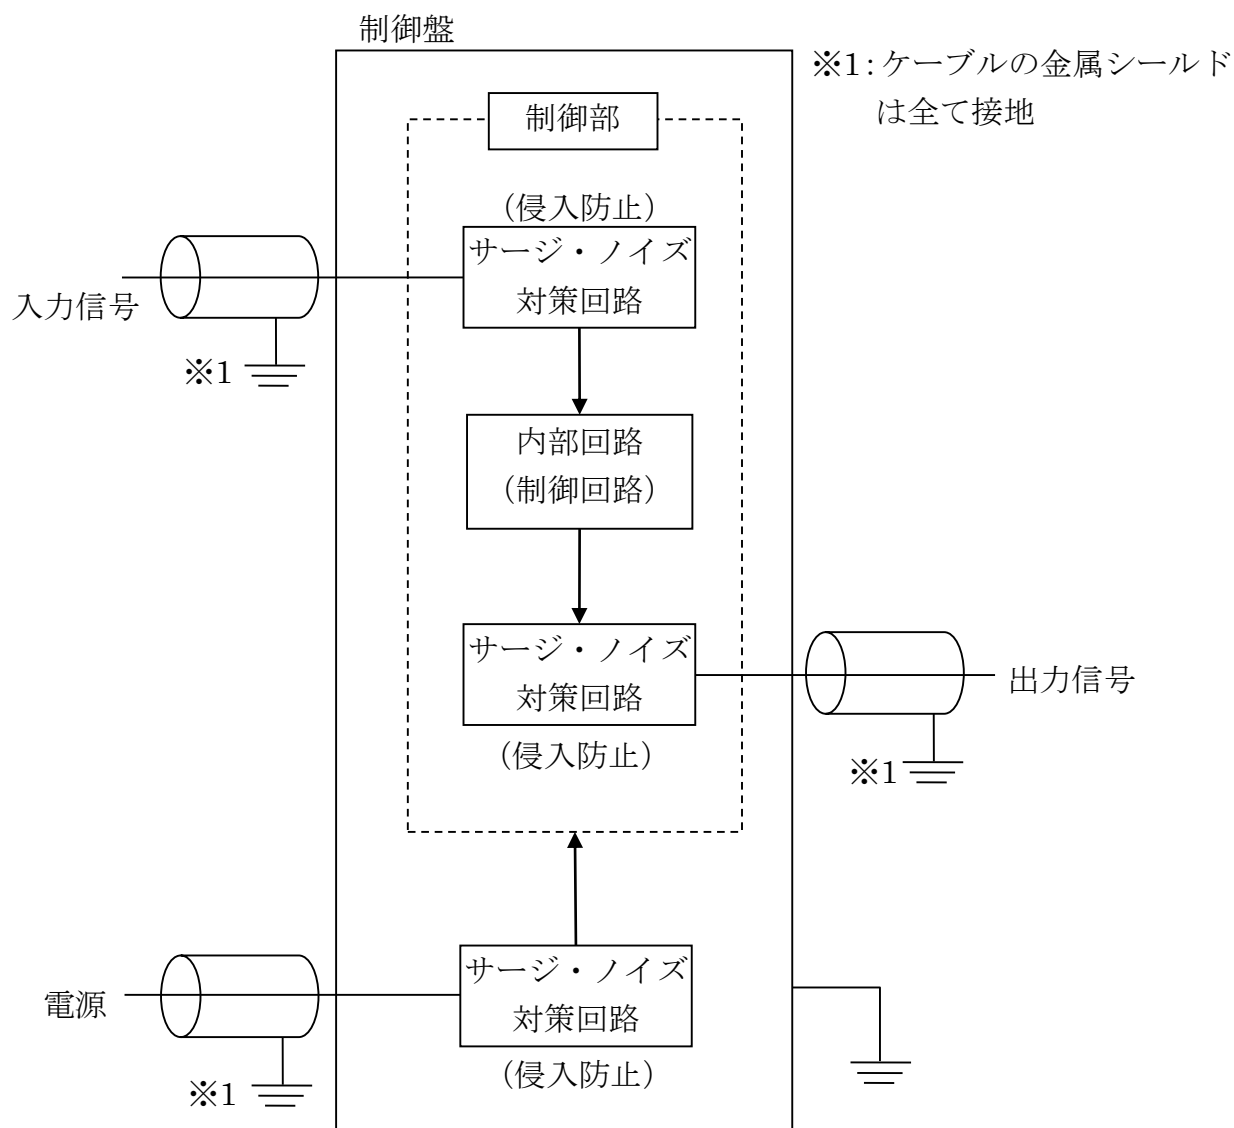 制御盤
※1：ケーブルの金属シールド
は全て接地
制御部
（侵入防止）
サージ・ノイズ
対策回路
入力信号
※1
内部回路
（制御回路）
サージ・ノイズ
対策回路
（侵入防止）
出力信号
※1
サージ・ノイズ
対策回路
（侵入防止）
電源
※1